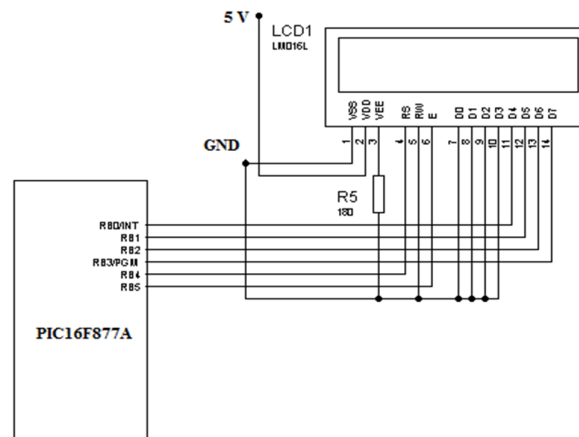 5 V
LCD1
LM016L
VSS
VDD
VEE
RS
RW
E
D0
D1
D2
D3
D4
D5
D6
D7
1
2
3
4
5
6
7
8
9
10
11
12
13
14
GND
R5
180
RB0/INT
RB1
RB2
RB3/PGM
RB4
RB5
PIC16F877A